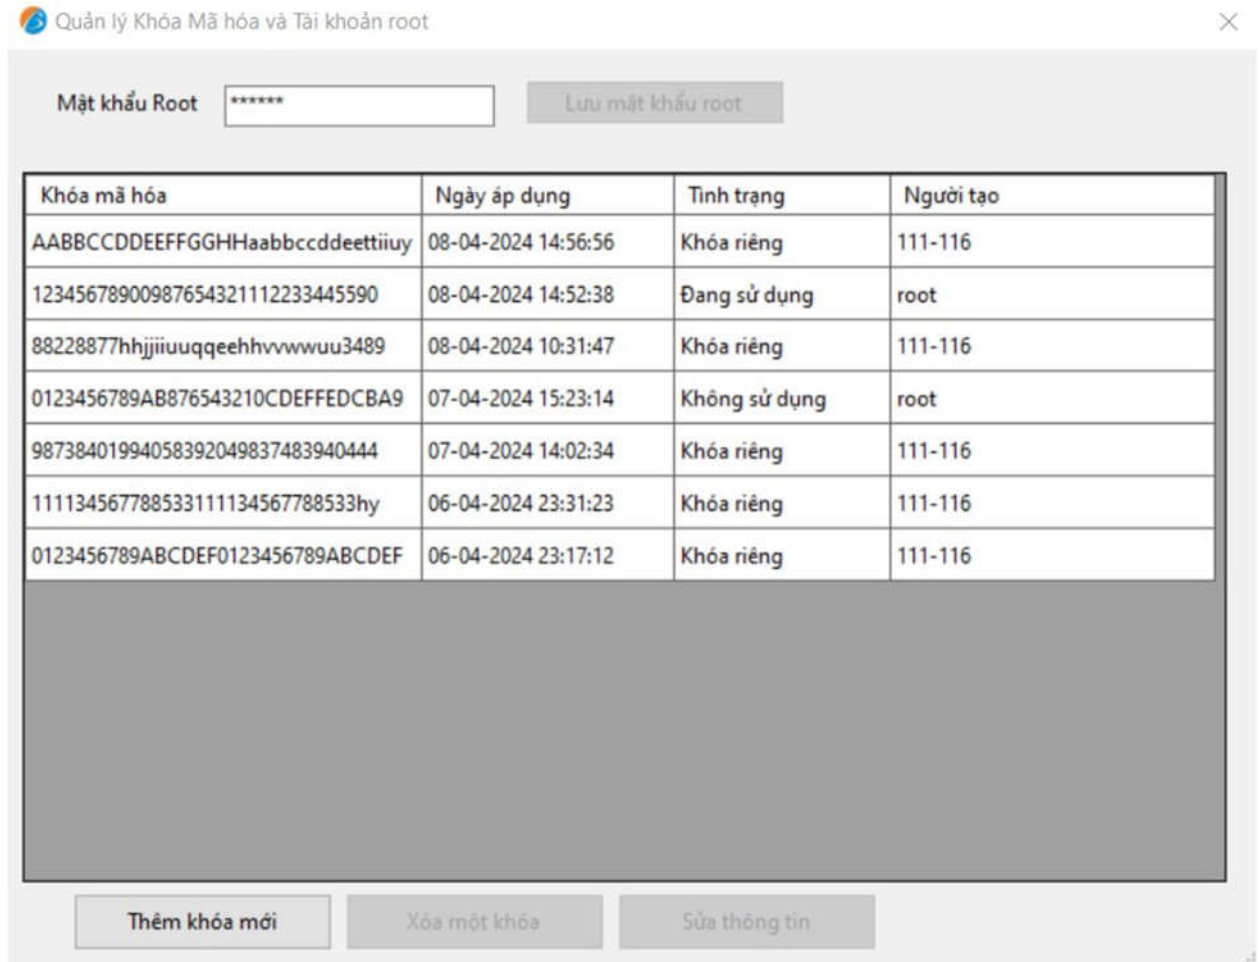 Quản lý Khóa Mã hóa và Tài khoản root
Mật khẩu Root ****** Lưu mật khẩu root
Khóa mã hóa Ngày áp dụng Tình trạng Người tạo
AABBCCDDEEFFGGHHaabbccddeettiiuy 08-04-2024 14:56:56 Khóa riêng 111-116
12345678900987654321112233445590 08-04-2024 14:52:38 Đang sử dụng root
88228877hhjjiiuuqqeehhvvwwuu3489 08-04-2024 10:31:47 Khóa riêng 111-116
0123456789AB876543210CDEFFEDCBA9 07-04-2024 15:23:14 Không sử dụng root
98738401994058392049837483940444 07-04-2024 14:02:34 Khóa riêng 111-116
111134567788533111134567788533hy 06-04-2024 23:31:23 Khóa riêng 111-116
0123456789ABCDEF0123456789ABCDEF 06-04-2024 23:17:12 Khóa riêng 111-116
Thêm khóa mới Xóa một khóa Sửa thông tin